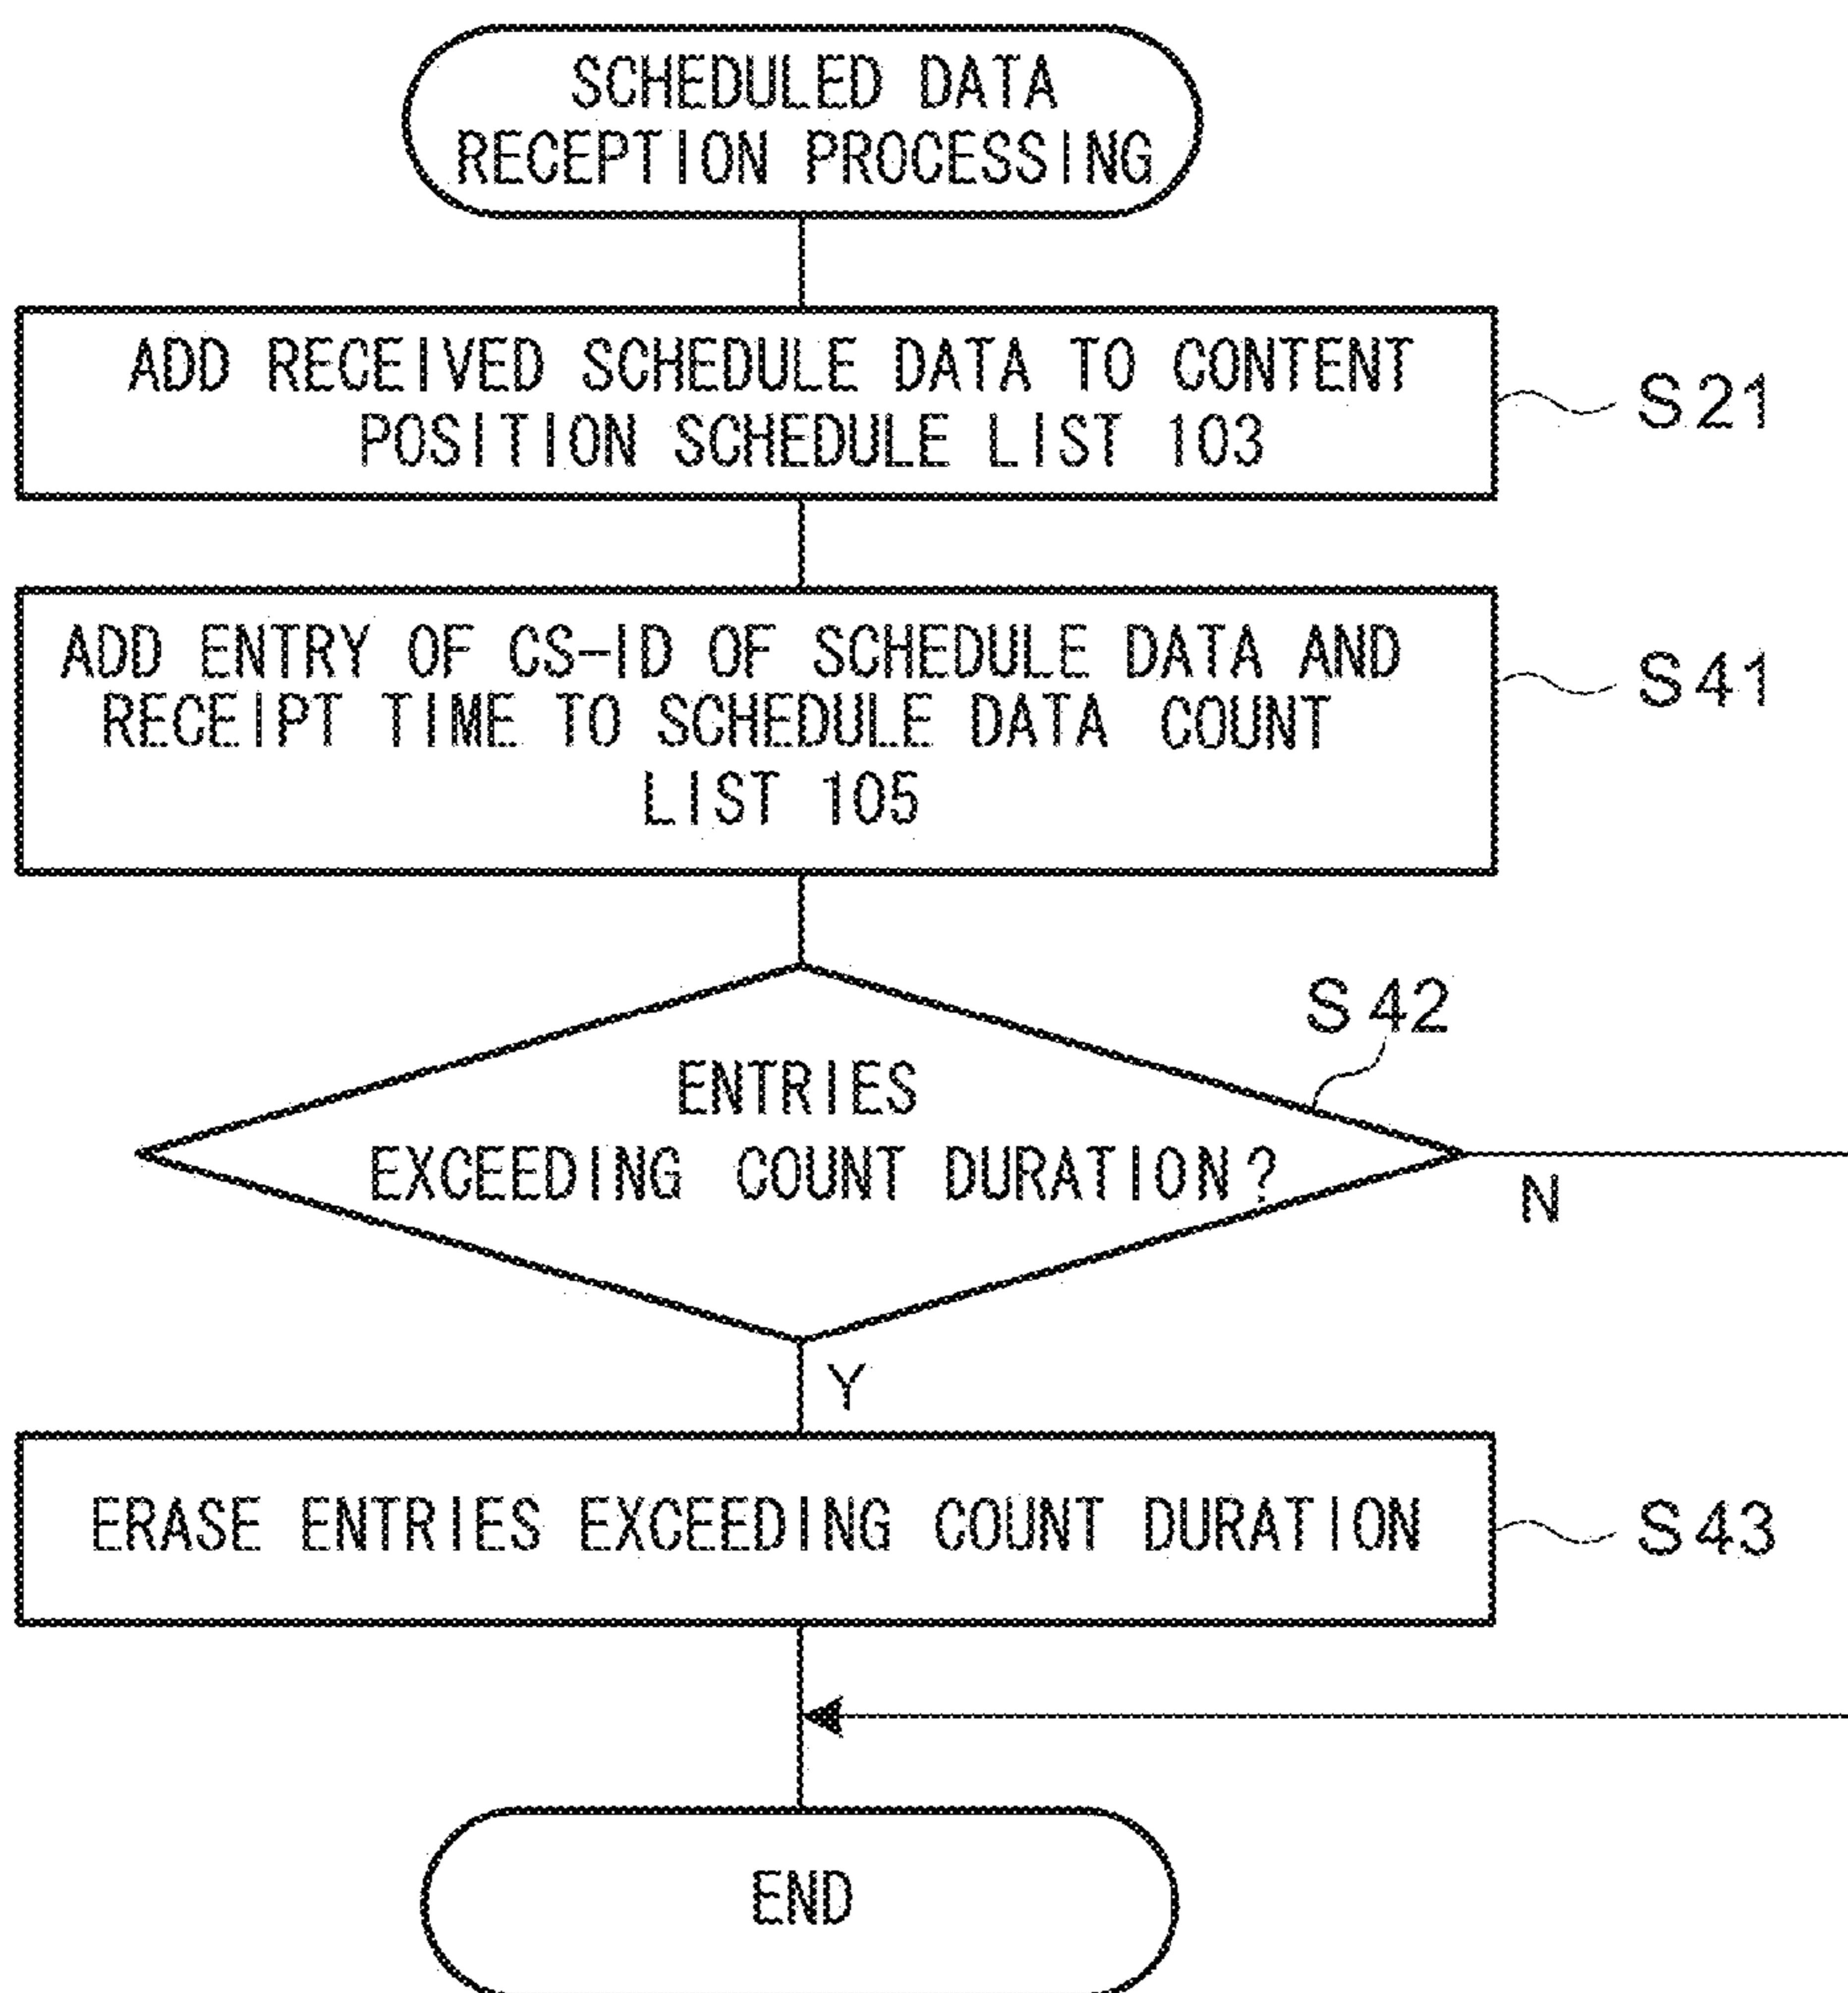 SCHEDULED DATA
RECEPTION PROCESSING
ADD RECEIVED SCHEDULE DATA TO CONTENT
POSITION SCHEDULE LIST 103
S21
ADD ENTRY OF CS-ID OF SCHEDULE DATA AND
RECEIPT TIME TO SCHEDULE DATA COUNT
LIST 105
S41
S42
ENTRIES
EXCEEDING COUNT DURATION?
N
Y
ERASE ENTRIES EXCEEDING COUNT DURATION
S43
END